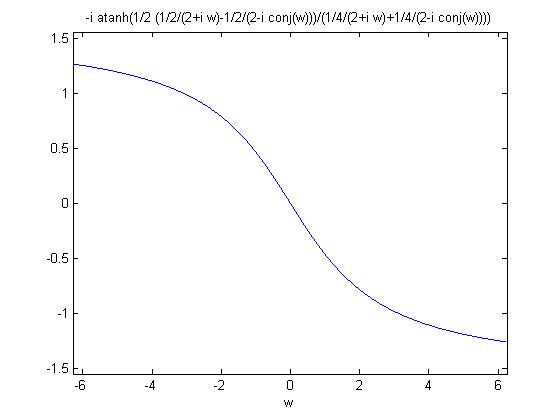 -i atanh(1/2 (1/2/(2+i w)-1/2/(2-i conj(w)))/(1/4/(2+i w)+1/4/(2-i conj(w))))
1.5
1
0.5
0
-0.5
-1
-1.5
-6 -4 -2 0 2 4 6
w